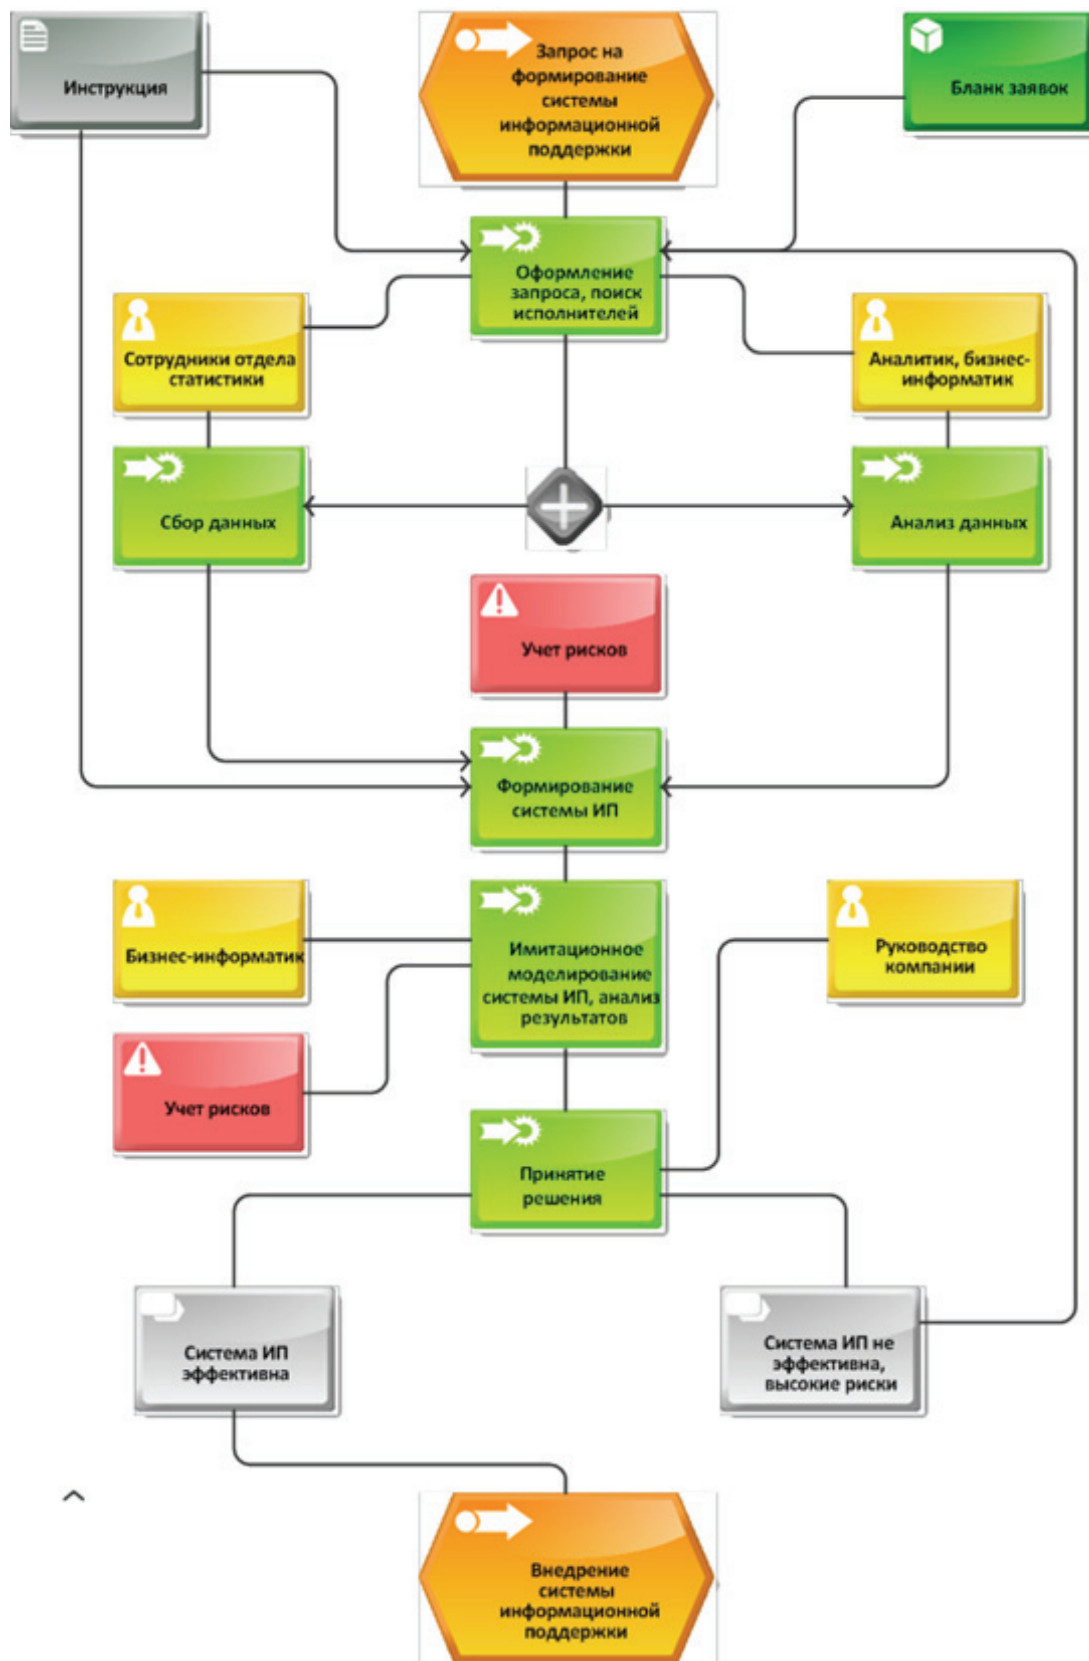 Инструкция
Запрос на
формирование
системы
информационной
поддержки
Бланк заявок
Оформление
запроса, поиск
исполнителей
Сотрудники отдела
статистики
Аналитик, бизнес-
информатик
Сбор данных
Анализ данных
Учет рисков
Формирование
системы ИП
Бизнес-информатик
Имитационное
моделирование
системы ИП, анализ
результатов
Руководство
компании
Учет рисков
Принятие
решения
Система ИП
эффективна
Система ИП не
эффективна,
высокие риски
Внедрение
системы
информационной
поддержки